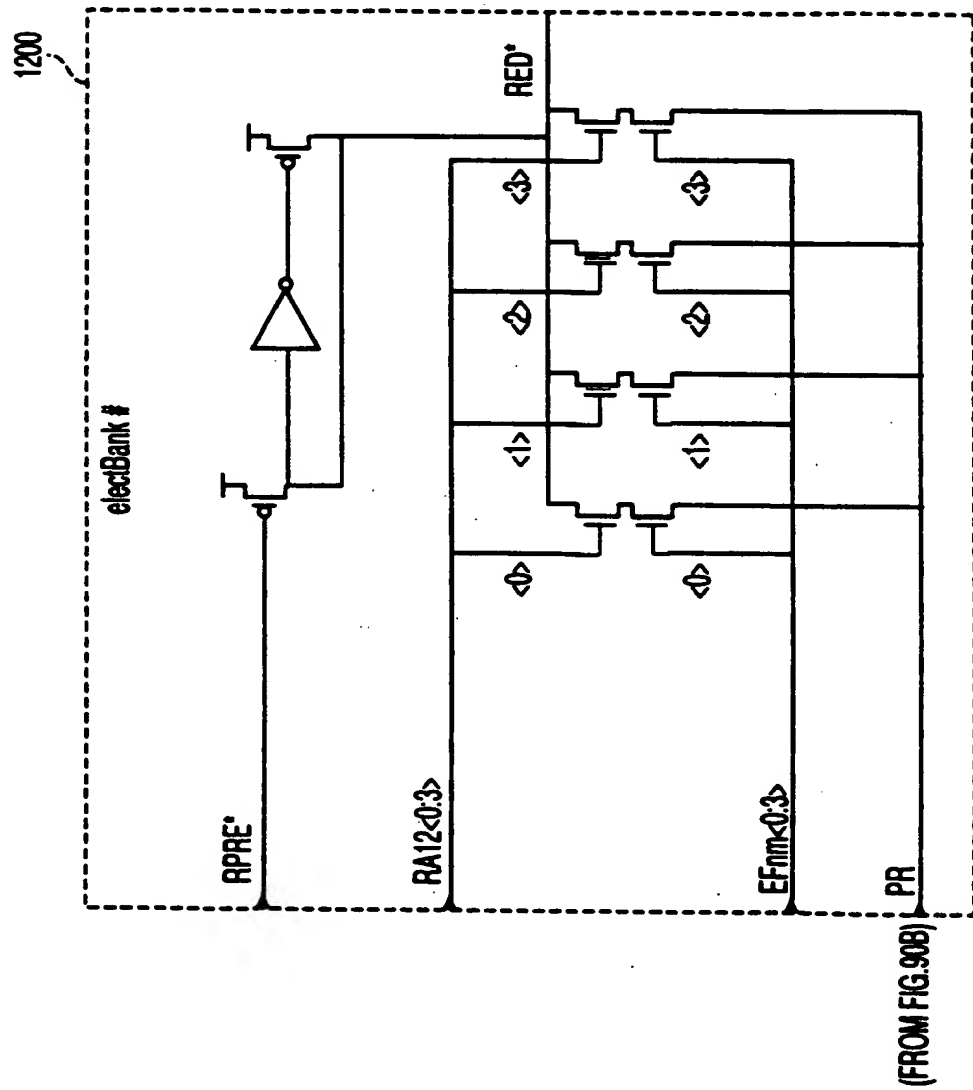 1200
electBank #
RPRE*
RED*
RA12<0:3>
<0>
<1>
<2>
<3>
<0>
<1>
<2>
<3>
EFnm<0:3>
PR
(FROM FIG.90B)